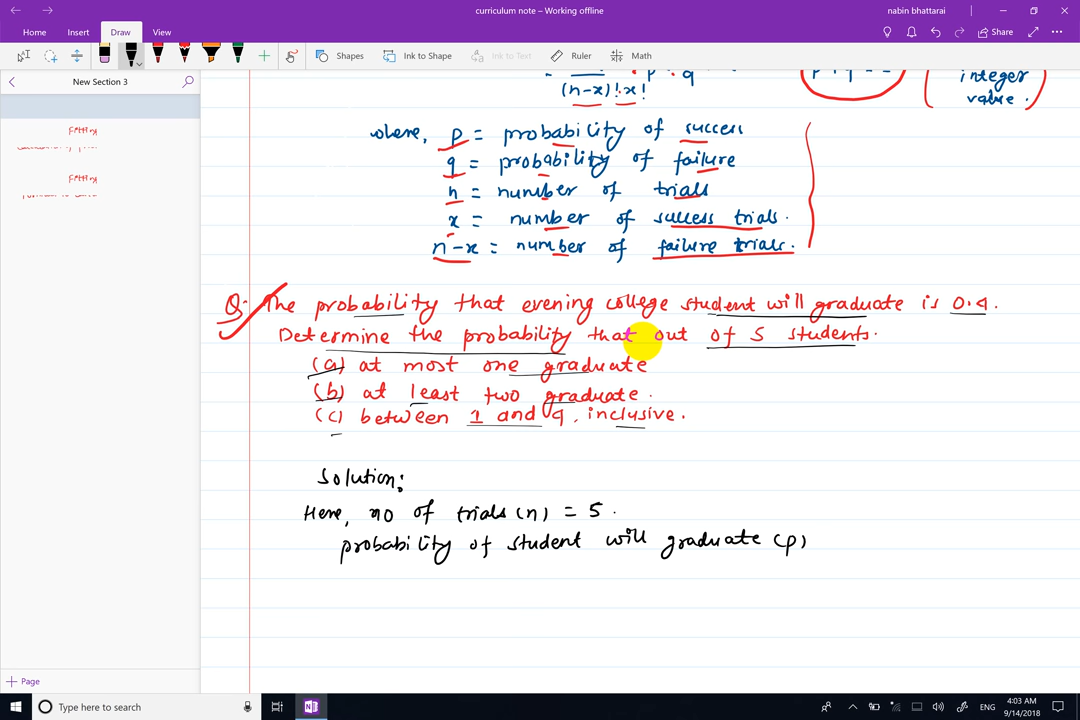 curriculum note – Working offline
nabin bhattarai
Home Insert Draw View
Share
Shapes Ink to Shape Ink to Text Ruler Math
New Section 3
(n-x)! x!
integer
value.
where, p = probability of success
q = probability of failure
n = number of trials
x = number of success trials.
n-x = number of failure trials.
Q: The probability that evening college student will graduate is 0.4.
Determine the probability that out of 5 students.
(a) at most one graduate
(b) at least two graduate.
(c) between 1 and 4, inclusive.
Solution:
Here, no of trials (n) = 5.
probability of student will graduate (p)
+ Page
Type here to search
ENG
4:03 AM
9/14/2018